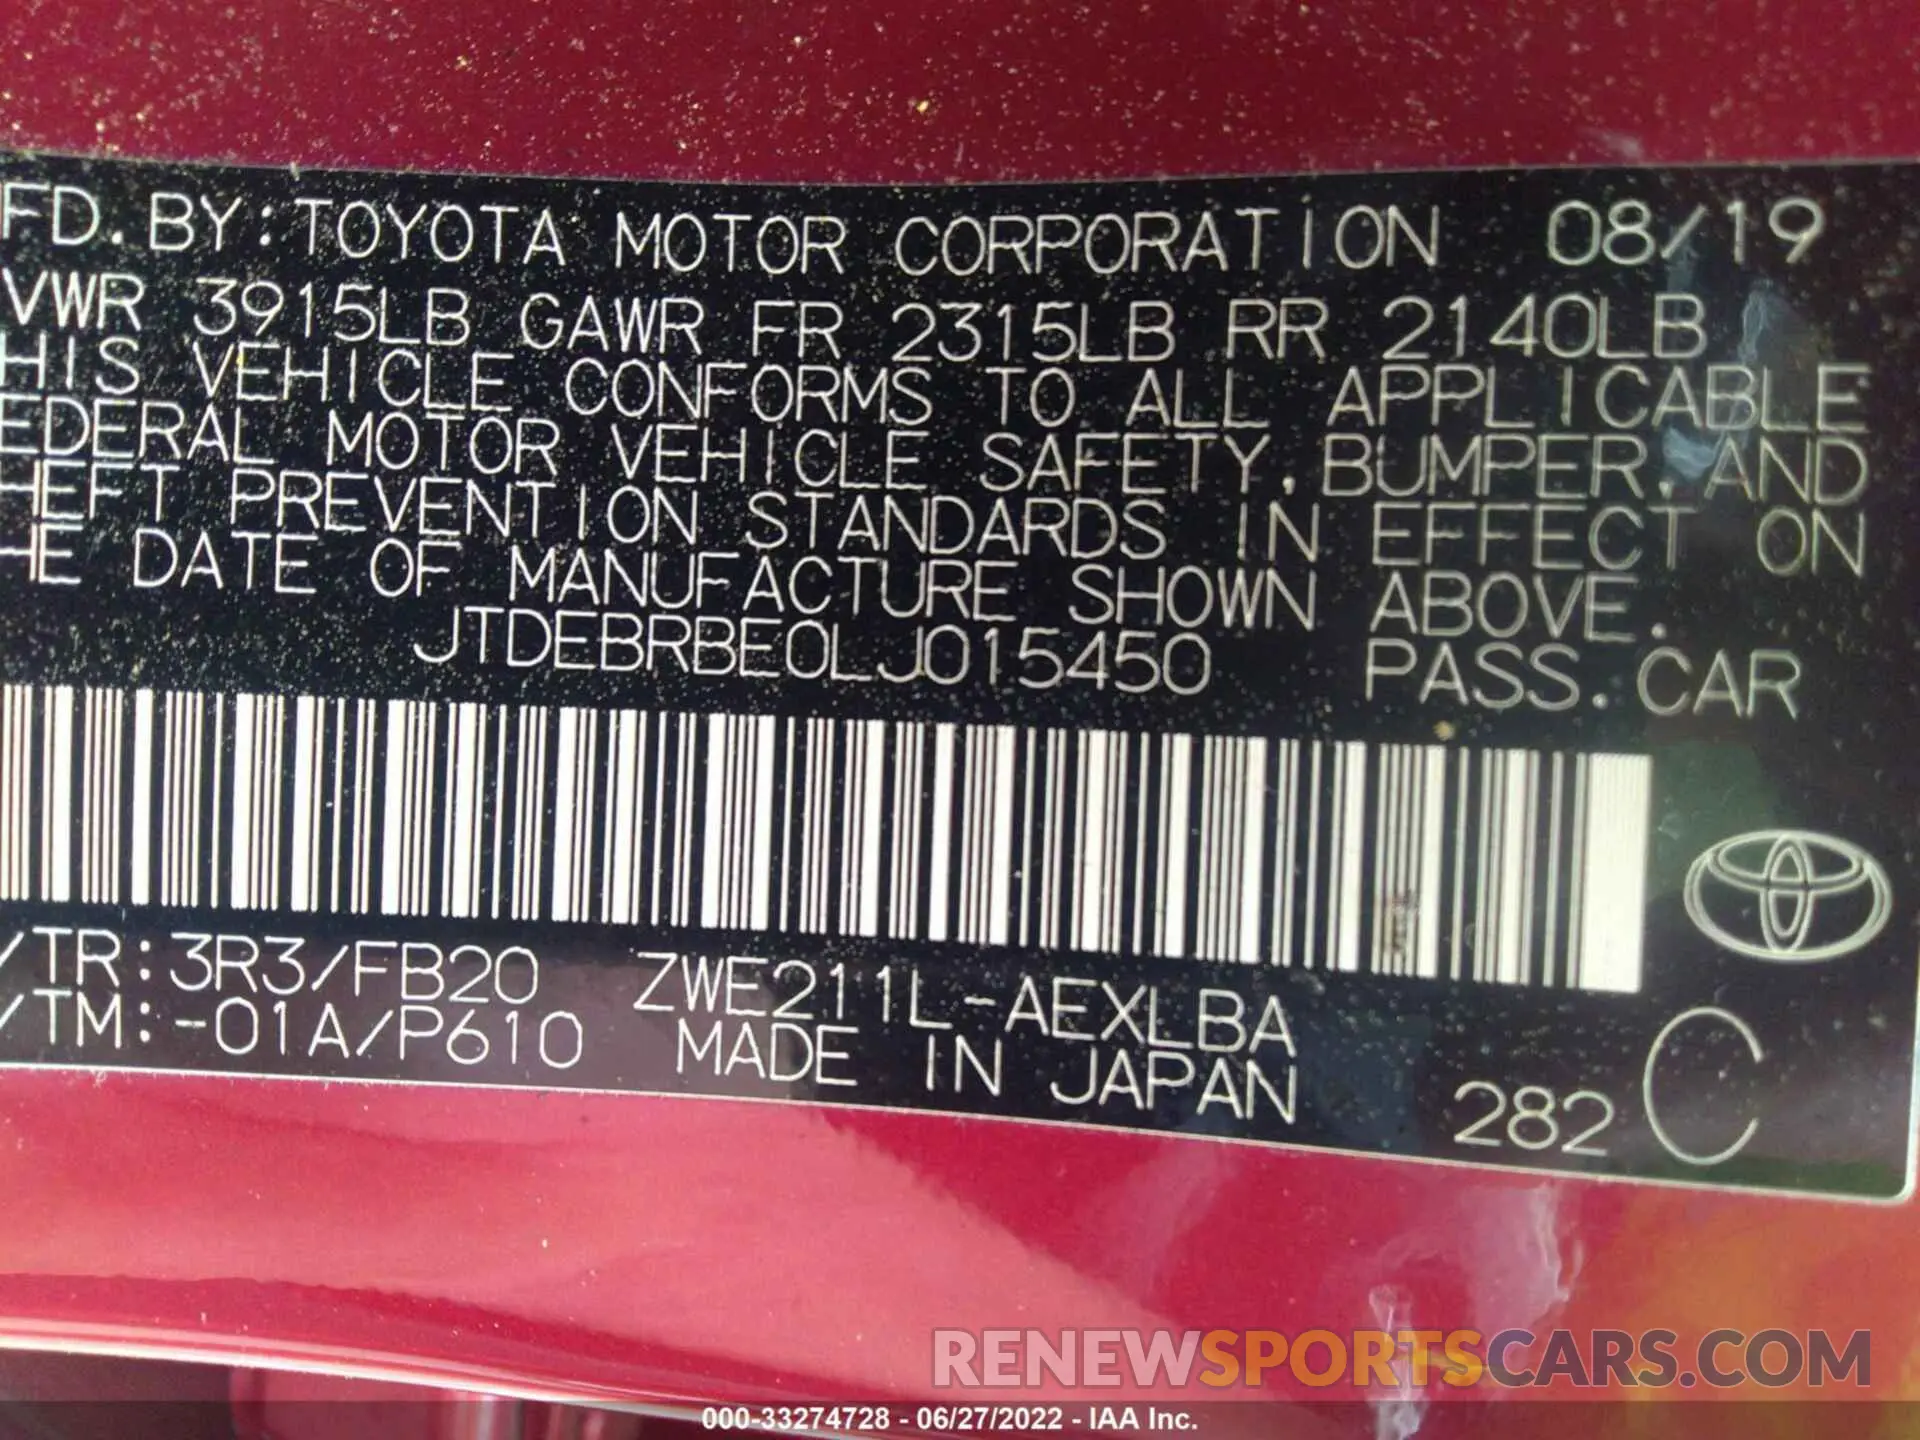 FD. BY: TOYOTA MOTOR CORPORATION 08/19
VWR 3915LB GAWR FR 2315LB RR 2140LB
HIS VEHICLE CONFORMS TO ALL APPLICABLE
EDERAL MOTOR VEHICLE SAFETY, BUMPER, AND
HEFT PREVENTION STANDARDS IN EFFECT ON
HE DATE OF MANUFACTURE SHOWN ABOVE.
JTDEBRBE0LJ015450 PASS. CAR
/TR: 3R3/FB20 ZWE211L-AEXLBA
/TM: -01A/P610 MADE IN JAPAN
282 C
RENEWSPORTSCARS.COM
000-33274728 - 06/27/2022 - IAA Inc.